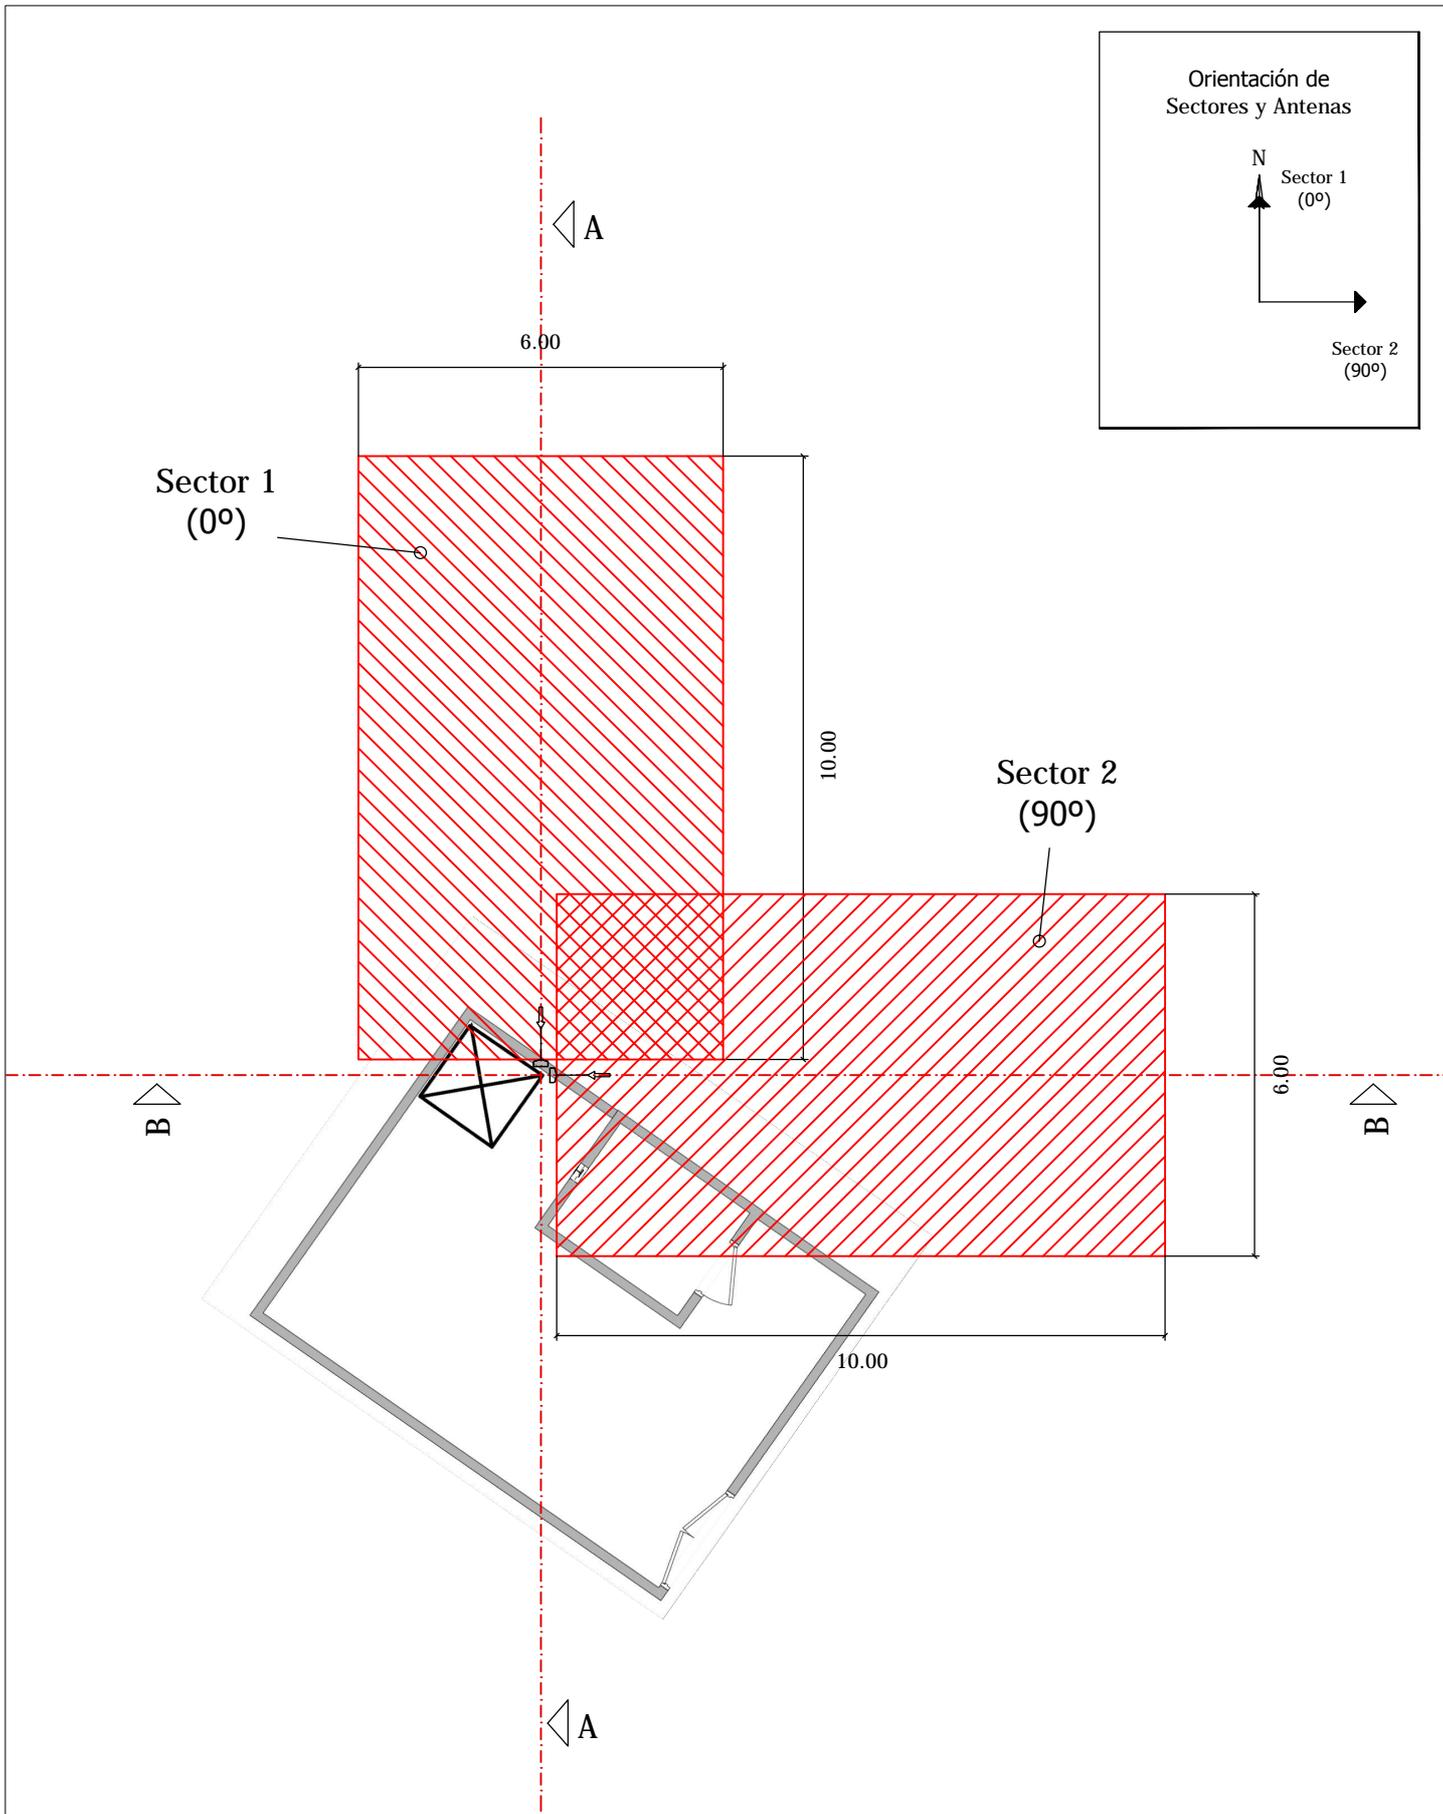 Orientación de
Sectores y Antenas
N
Sector 1
(0º)
Sector 2
(90º)
A
6.00
Sector 1
(0º)
10.00
Sector 2
(90º)
6.00
B
B
10.00
A